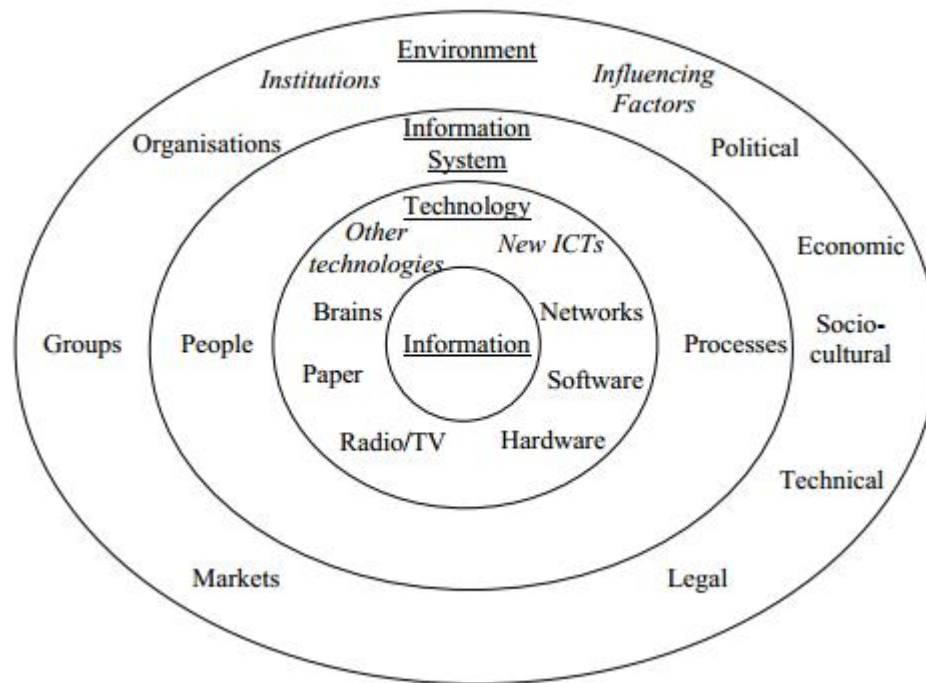 Environment
Institutions
Influencing
Factors
Organisations
Political
Information
System
Technology
Other
technologies
New ICTs
Economic
Brains
Networks
Groups
People
Information
Processes
Socio-
cultural
Paper
Software
Radio/TV
Hardware
Technical
Markets
Legal